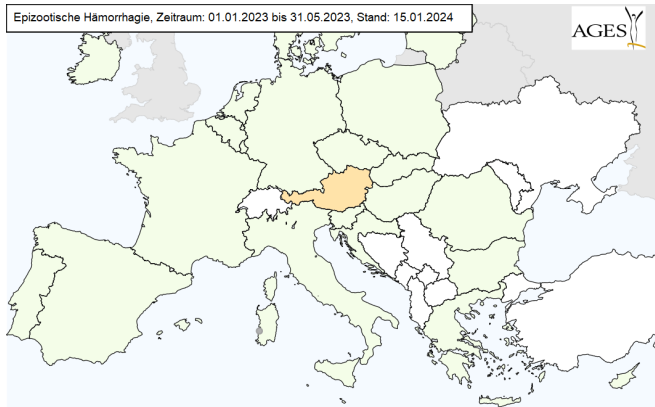 Epizootische Hämorrhagie, Zeitraum: 01.01.2023 bis 31.05.2023, Stand: 15.01.2024
AGES